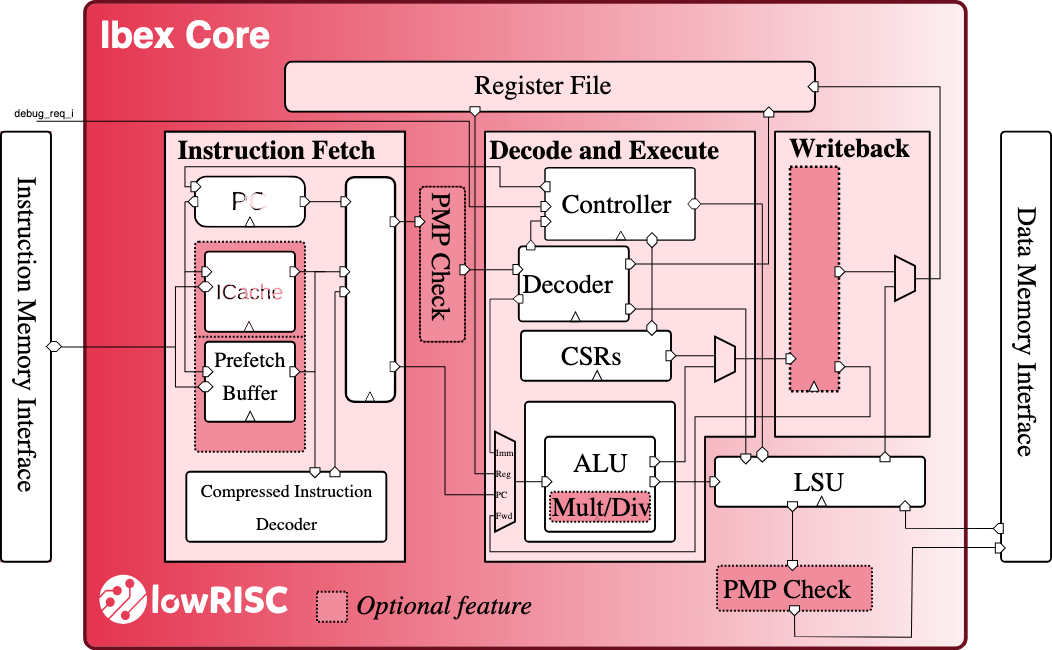 Ibex Core
Register File
debug_req_i
Instruction Fetch
Decode and Execute
Writeback
Instruction Memory Interface
PC
PMP Check
Controller
Data Memory Interface
ICache
Decoder
Prefetch
Buffer
CSRs
Imm
Reg
PC
Fwd
ALU
Mult/Div
LSU
Compressed Instruction
Decoder
PMP Check
lowRISC
Optional feature